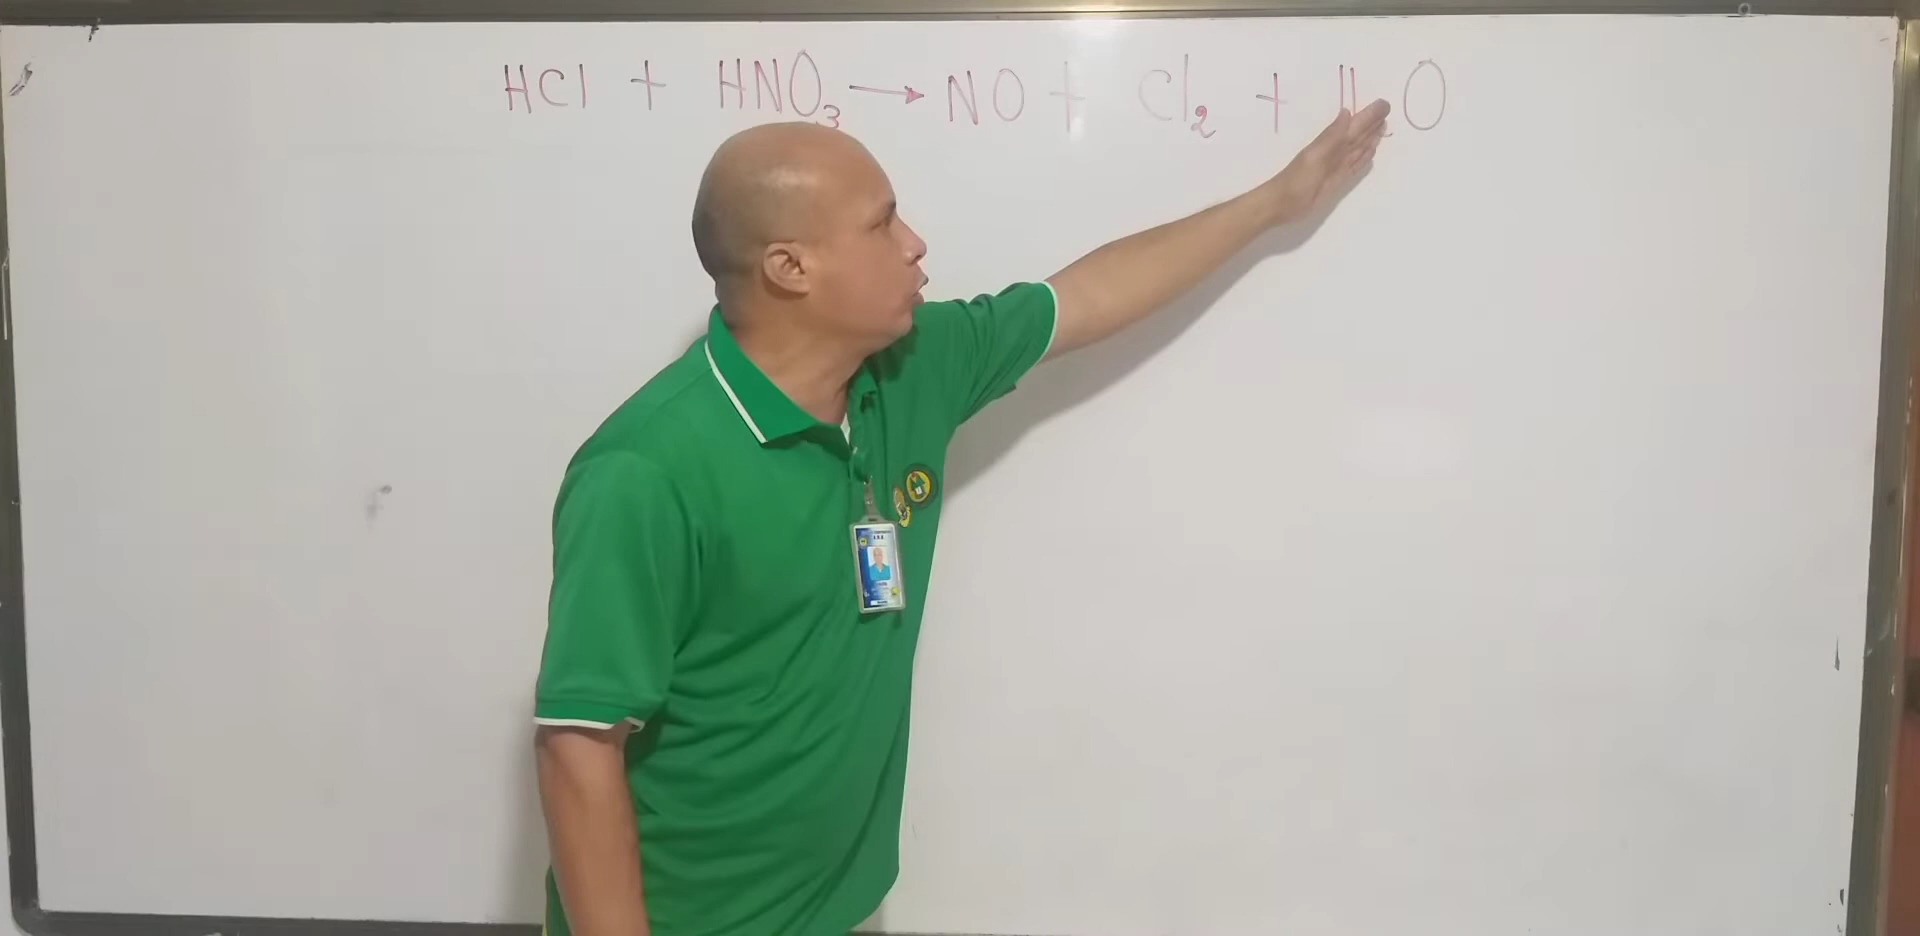 HCl + HNO₃ → NO + Cl₂ + H₂O